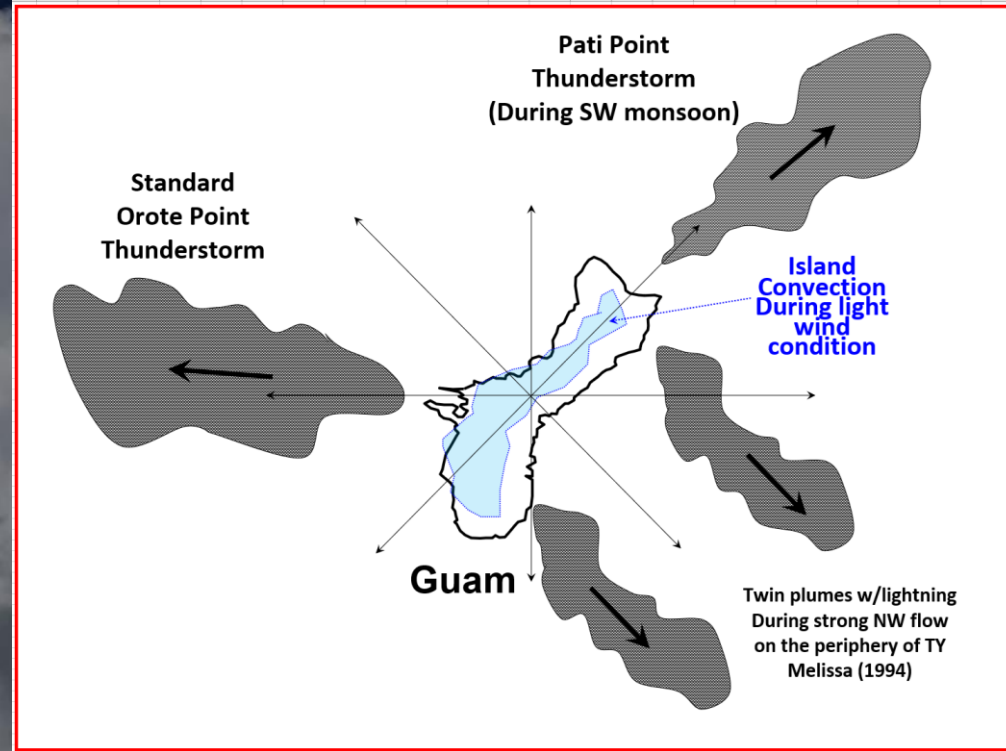 Pati Point
Thunderstorm
(During SW monsoon)
Standard
Orote Point
Thunderstorm
Island
Convection
During light
wind
condition
Guam
Twin plumes w/lightning
During strong NW flow
on the periphery of TY
Melissa (1994)